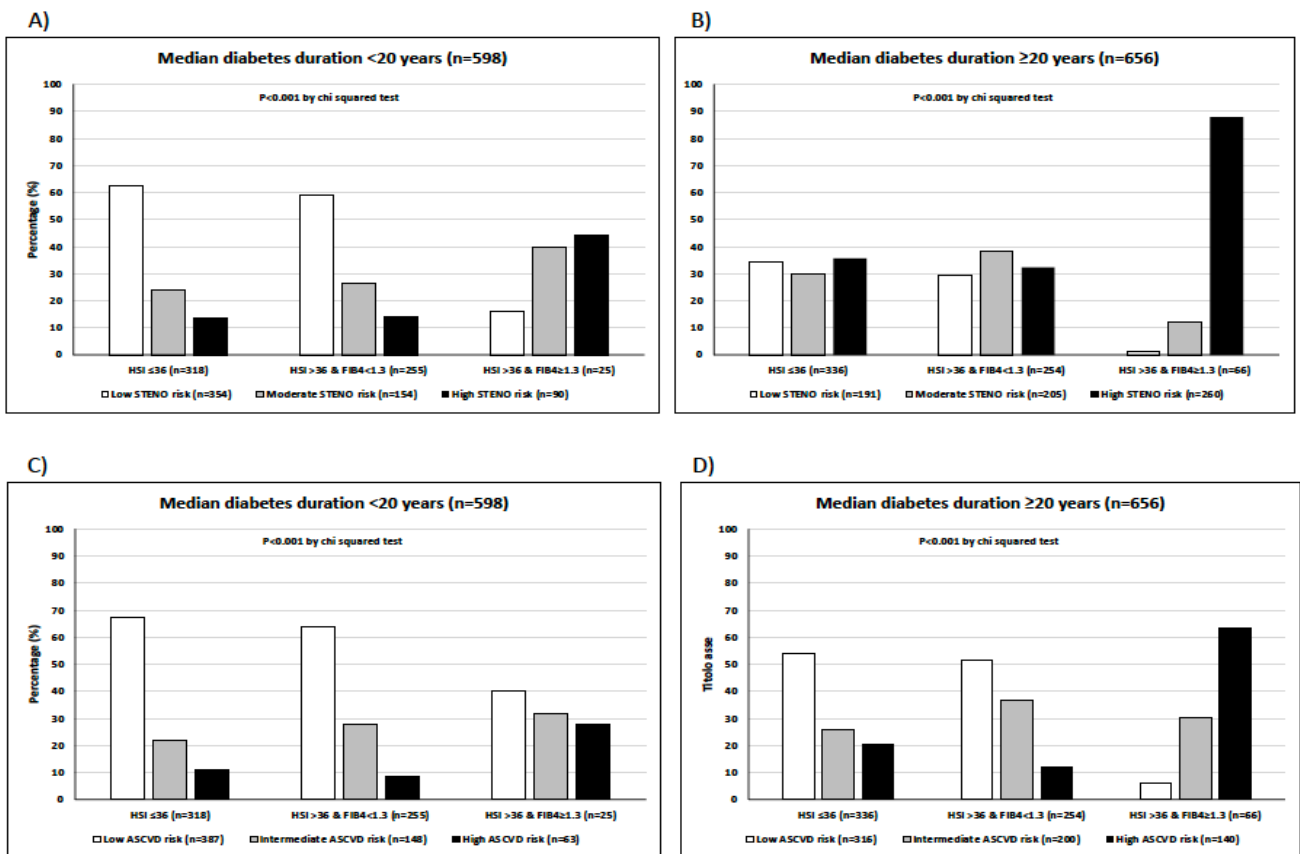 A)
Median diabetes duration <20 years (n=598)
P<0.001 by chi squared test
Percentage (%)
100
90
80
70
60
50
40
30
20
10
0
HSI ≤36 (n=318) HSI >36 & FIB4<1.3 (n=255) HSI >36 & FIB4≥1.3 (n=25)
Low STENO risk (n=354) Moderate STENO risk (n=154) High STENO risk (n=90)
B)
Median diabetes duration ≥20 years (n=656)
P<0.001 by chi squared test
100
90
80
70
60
50
40
30
20
10
0
HSI ≤36 (n=336) HSI >36 & FIB4<1.3 (n=254) HSI >36 & FIB4≥1.3 (n=66)
Low STENO risk (n=191) Moderate STENO risk (n=205) High STENO risk (n=260)
C)
Median diabetes duration <20 years (n=598)
P<0.001 by chi squared test
Percentage (%)
100
90
80
70
60
50
40
30
20
10
0
HSI ≤36 (n=318) HSI >36 & FIB4<1.3 (n=255) HSI >36 & FIB4≥1.3 (n=25)
Low ASCVD risk (n=387) Intermediate ASCVD risk (n=148) High ASCVD risk (n=63)
D)
Median diabetes duration ≥20 years (n=656)
P<0.001 by chi squared test
Titolo asse
100
90
80
70
60
50
40
30
20
10
0
HSI ≤36 (n=336) HSI >36 & FIB4<1.3 (n=254) HSI >36 & FIB4≥1.3 (n=66)
Low ASCVD risk (n=316) Intermediate ASCVD risk (n=200) High ASCVD risk (n=140)